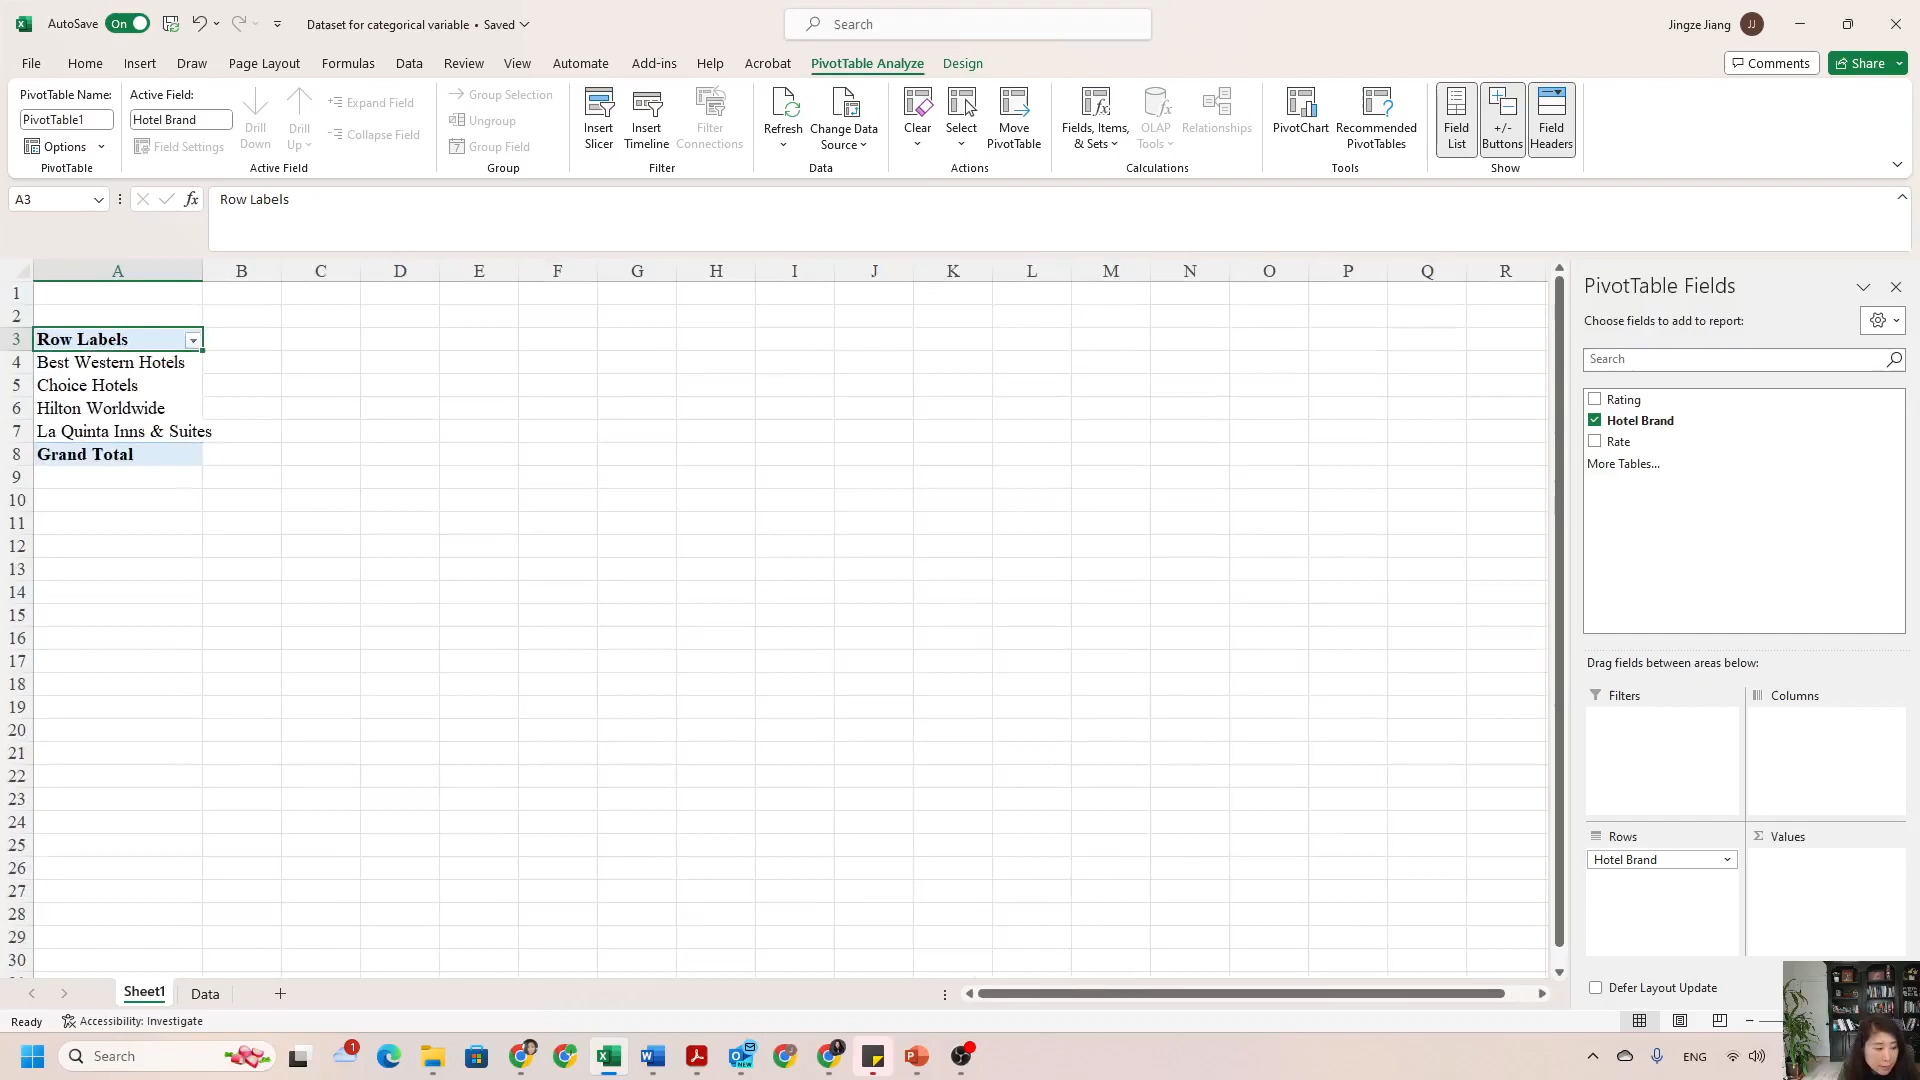 AutoSave On Dataset for categorical variable • Saved Search Jingze Jiang JJ
File Home Insert Draw Page Layout Formulas Data Review View Automate Add-ins Help Acrobat PivotTable Analyze Design Comments Share
PivotTable Name:
PivotTable1
Options
PivotTable
Active Field:
Hotel Brand
Field Settings
Drill
Down
Drill
Up
Expand Field
Collapse Field
Active Field
Group Selection
Ungroup
Group Field
Group
Insert
Slicer
Insert
Timeline
Filter
Connections
Filter
Refresh
Change Data
Source
Data
Clear
Select
Move
PivotTable
Actions
Fields, Items,
& Sets
OLAP
Tools
Relationships
Calculations
PivotChart
Recommended
PivotTables
Tools
Field
List
+/-
Buttons
Field
Headers
Show
A3 fx Row Labels
A B C D E F G H I J K L M N O P Q R
1
2
3 Row Labels
4 Best Western Hotels
5 Choice Hotels
6 Hilton Worldwide
7 La Quinta Inns & Suites
8 Grand Total
9
10
11
12
13
14
15
16
17
18
19
20
21
22
23
24
25
26
27
28
29
30
PivotTable Fields
Choose fields to add to report:
Search
Rating
Hotel Brand
Rate
More Tables...
Drag fields between areas below:
Filters
Columns
Rows
Hotel Brand
Σ Values
Defer Layout Update
Sheet1 Data
Ready Accessibility: Investigate
Search 1 NEW ENG